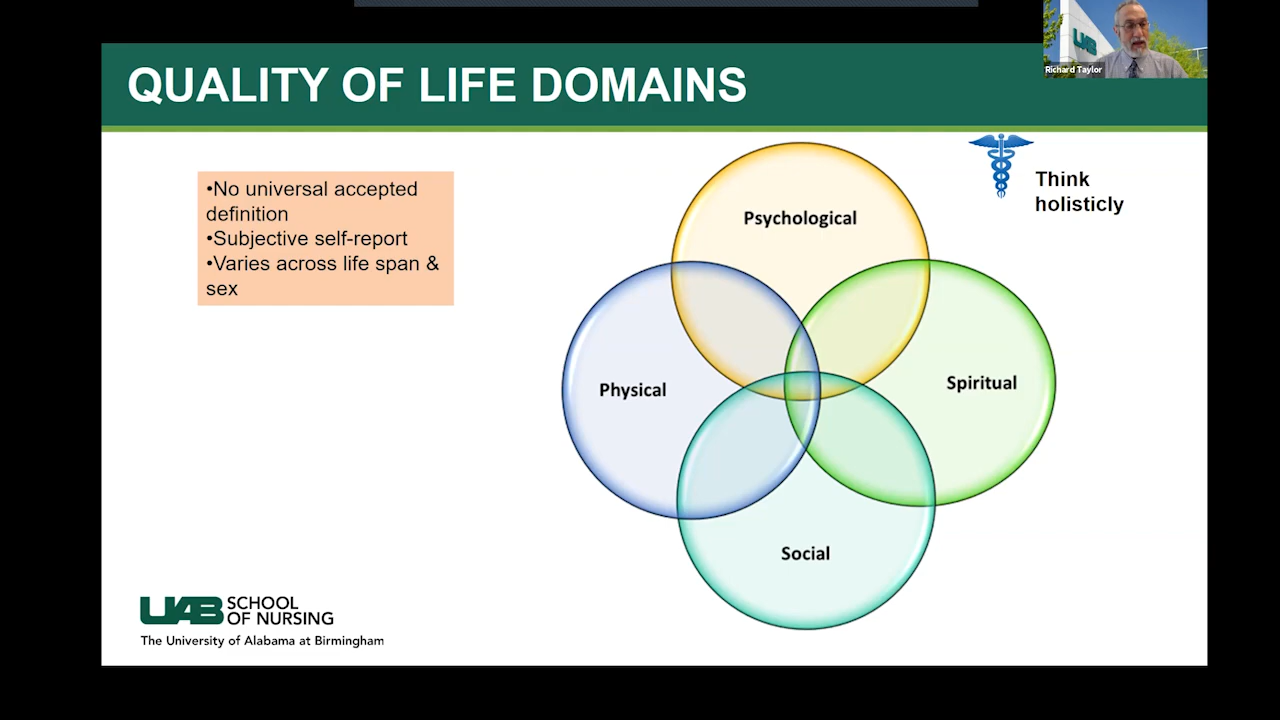 UAB
Richard Taylor
QUALITY OF LIFE DOMAINS
Think
holisticly
•No universal accepted
definition
•Subjective self-report
•Varies across life span &
sex
Psychological
Physical
Spiritual
Social
UAB SCHOOL
OF NURSING
The University of Alabama at Birmingham